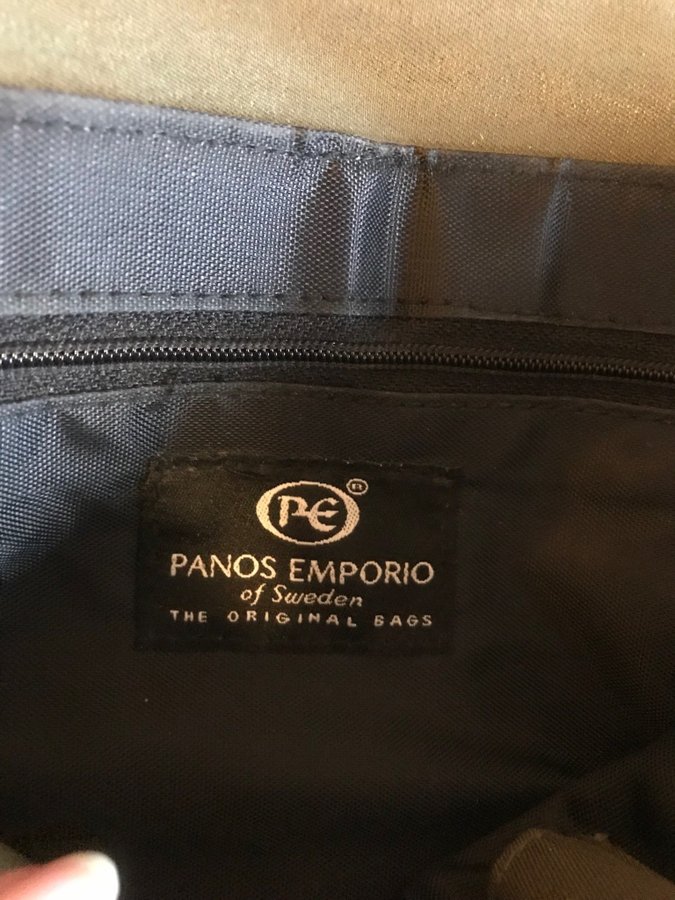 PE®
PANOS EMPORIO
of Sweden
THE ORIGINAL BAGS